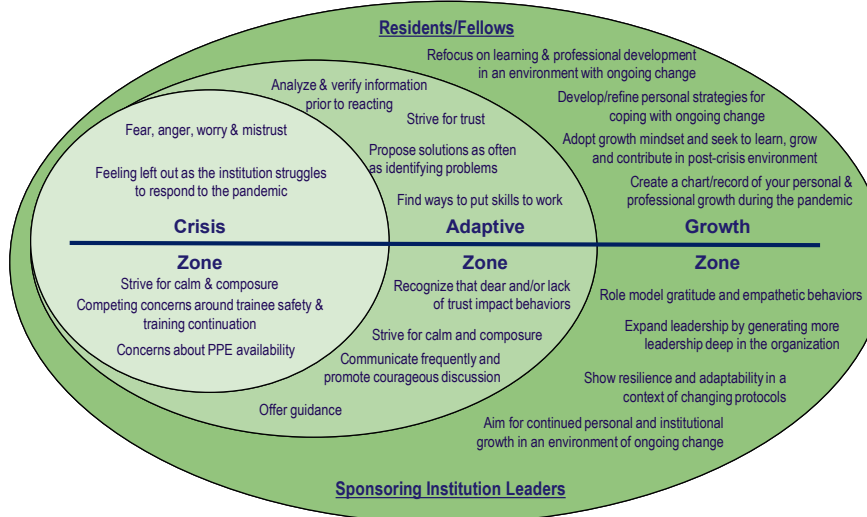 Residents/Fellows
Refocus on learning & professional development
in an environment with ongoing change
Analyze & verify information
prior to reacting
Develop/refine personal strategies for
coping with ongoing change
Strive for trust
Fear, anger, worry & mistrust
Adopt growth mindset and seek to learn, grow
and contribute in post-crisis environment
Propose solutions as often
as identifying problems
Feeling left out as the institution struggles
to respond to the pandemic
Create a chart/record of your personal &
professional growth during the pandemic
Find ways to put skills to work
Crisis
Adaptive
Growth
Zone
Zone
Zone
Strive for calm & composure
Competing concerns around trainee safety &
training continuation
Concerns about PPE availability
Recognize that dear and/or lack
of trust impact behaviors
Strive for calm and composure
Communicate frequently and
promote courageous discussion
Offer guidance
Role model gratitude and empathetic behaviors
Expand leadership by generating more
leadership deep in the organization
Show resilience and adaptability in a
context of changing protocols
Aim for continued personal and institutional
growth in an environment of ongoing change
Sponsoring Institution Leaders